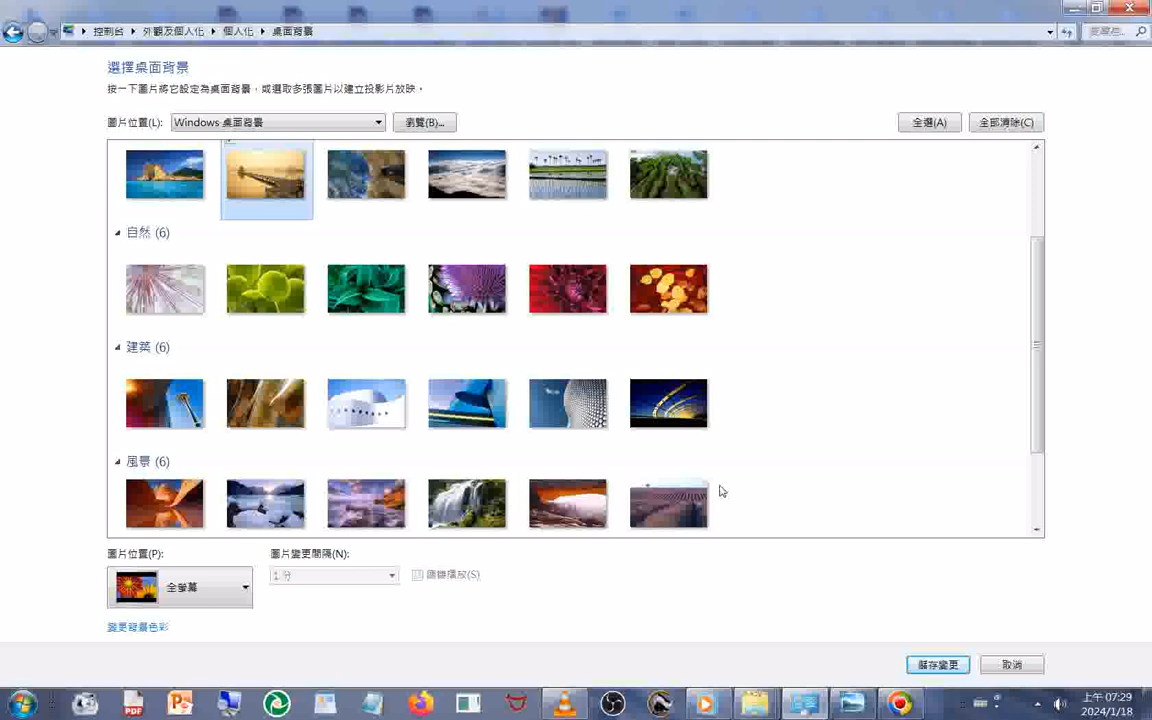 控制台 ▸ 外觀及個人化 ▸ 個人化 ▸ 桌面背景
選擇桌面背景
按一下圖片將它設定為桌面背景，或選取多張圖片以建立投影片放映。
圖片位置(L): Windows 桌面背景 瀏覽(B)... 全選(A) 全部清除(C)
自然 (6)
建築 (6)
風景 (6)
圖片位置(P): 圖片變更間隔(N):
全螢幕 1 分 隨機播放(S)
變更背景色彩
儲存變更 取消
PDF
上午 07:29
2024/1/18